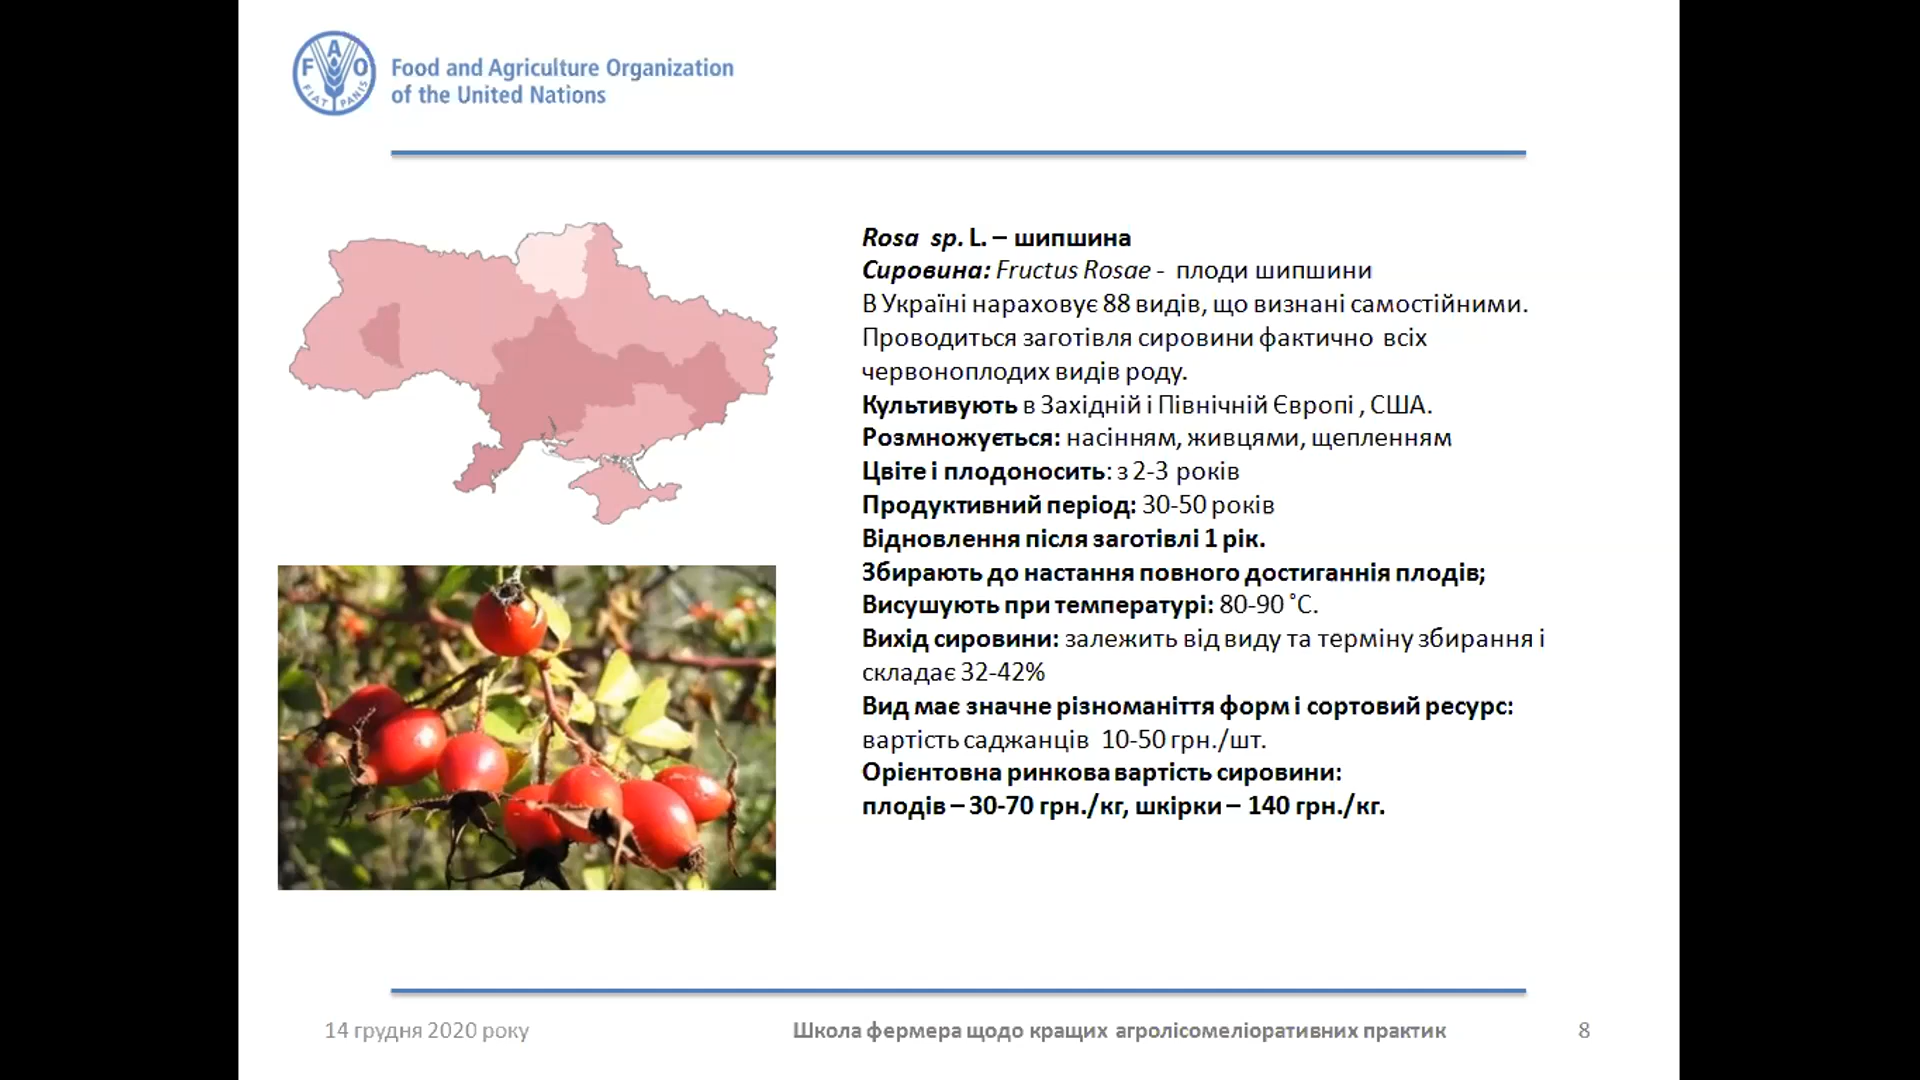 FAO
FIAT PANIS
Food and Agriculture Organization
of the United Nations
Rosa sp. L. – шипшина
Сировина: Fructus Rosae - плоди шипшини
В Україні нараховує 88 видів, що визнані самостійними.
Проводиться заготівля сировини фактично всіх
червоноплодих видів роду.
Культивують в Західній і Північній Європі , США.
Розмножується: насінням, живцями, щепленням
Цвіте і плодоносить: з 2-3 років
Продуктивний період: 30-50 років
Відновлення після заготівлі 1 рік.
Збирають до настання повного достиганнія плодів;
Висушують при температурі: 80-90 ˚С.
Вихід сировини: залежить від виду та терміну збирання і
складає 32-42%
Вид має значне різноманіття форм і сортовий ресурс:
вартість саджанців 10-50 грн./шт.
Орієнтовна ринкова вартість сировини:
плодів – 30-70 грн./кг, шкірки – 140 грн./кг.
14 грудня 2020 року
Школа фермера щодо кращих агролісомеліоративних практик
8